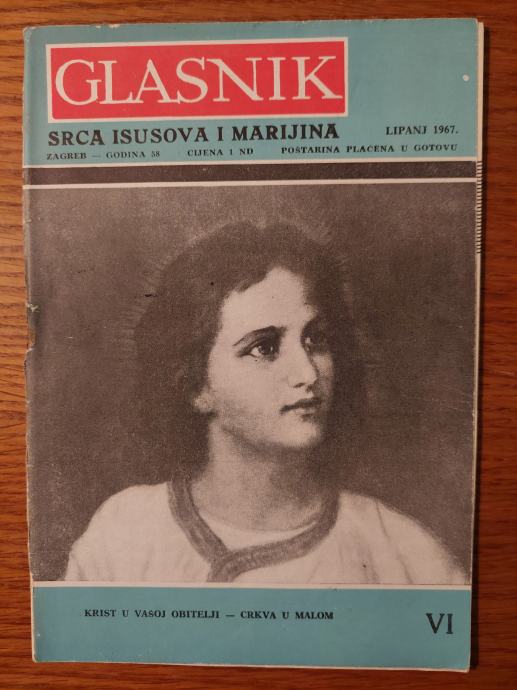 GLASNIK
SRCA ISUSOVA I MARIJINA LIPANJ 1967.
ZAGREB — GODINA 58 CIJENA 1 ND POŠTARINA PLAĆENA U GOTOVU
KRIST U VAŠOJ OBITELJI — CRKVA U MALOM
VI